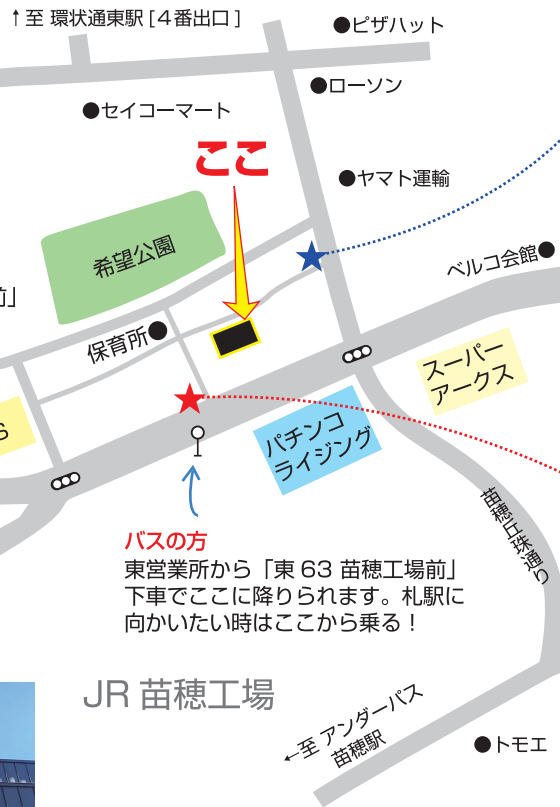 ↑至 環状通東駅 [４番出口]
●ピザハット
●ローソン
●セイコーマート
ここ
●ヤマト運輸
希望公園
ベルコ会館●
前」
保育所●
スーパー
アークス
S
パチンコ
ライジング
苗穂丘珠通り
バスの方
東営業所から「東 63 苗穂工場前」
下車でここに降りられます。札駅に
向かいたい時はここから乗る！
JR 苗穂工場
←至 アンダーパス
苗穂駅
●トモエ